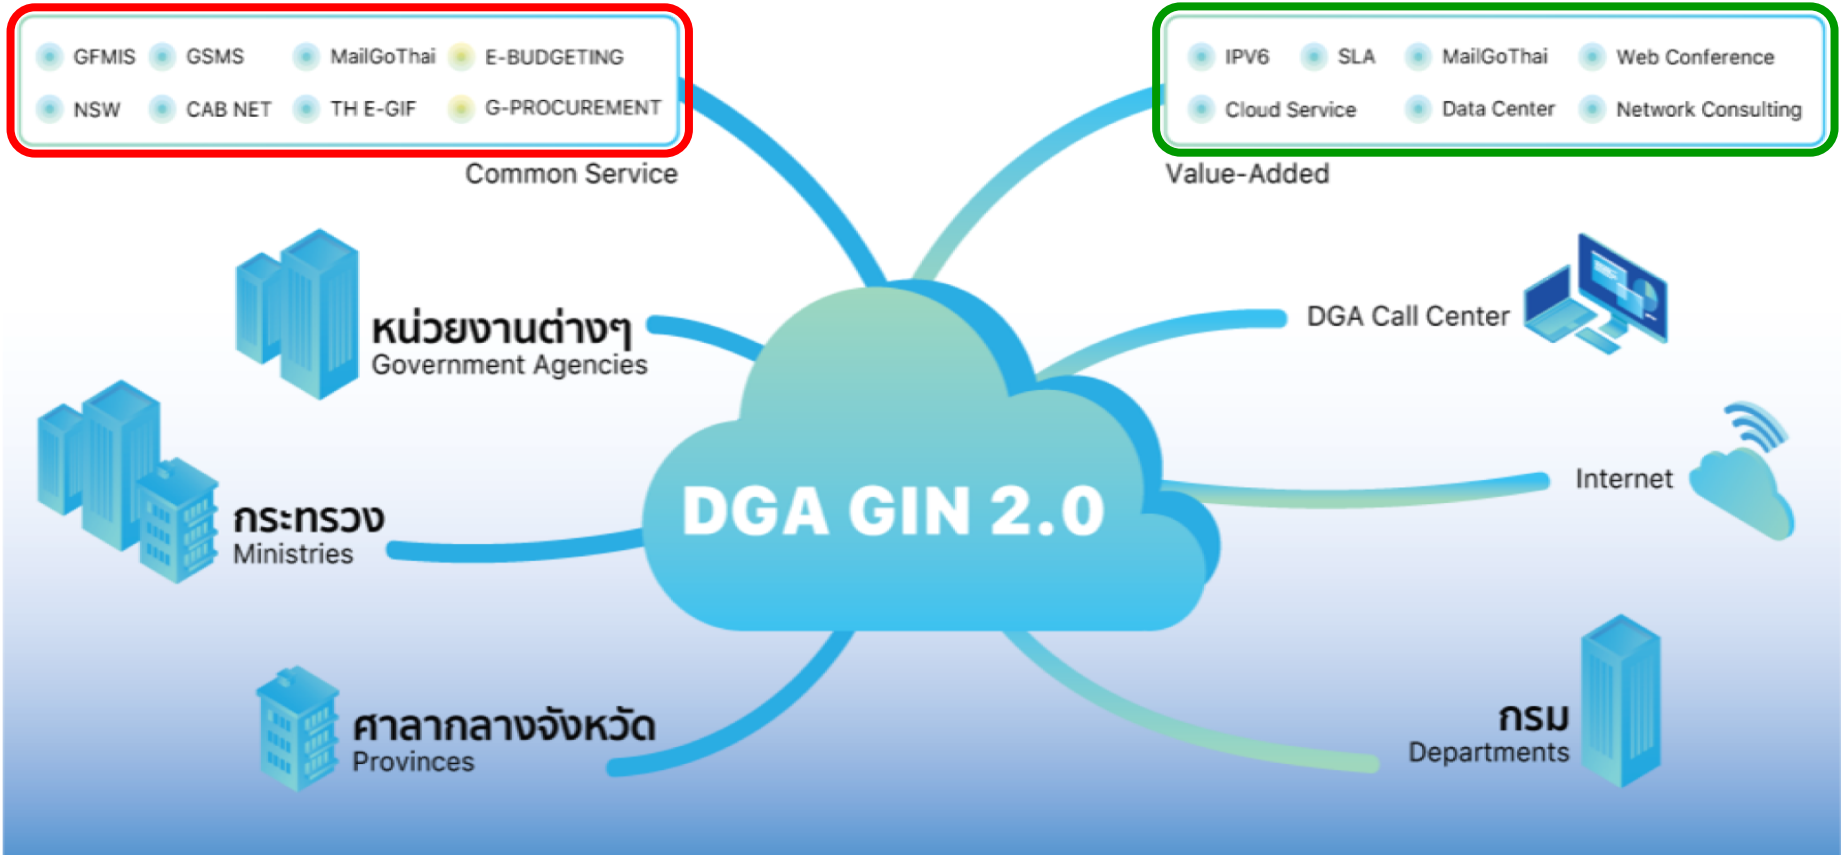 GFMIS GSMS MailGoThai E-BUDGETING
NSW CAB NET TH E-GIF G-PROCUREMENT
Common Service
IPV6 SLA MailGoThai Web Conference
Cloud Service Data Center Network Consulting
Value-Added
หน่วยงานต่างๆ
Government Agencies
DGA Call Center
กระทรวง
Ministries
DGA GIN 2.0
Internet
ศาลากลางจังหวัด
Provinces
กรม
Departments